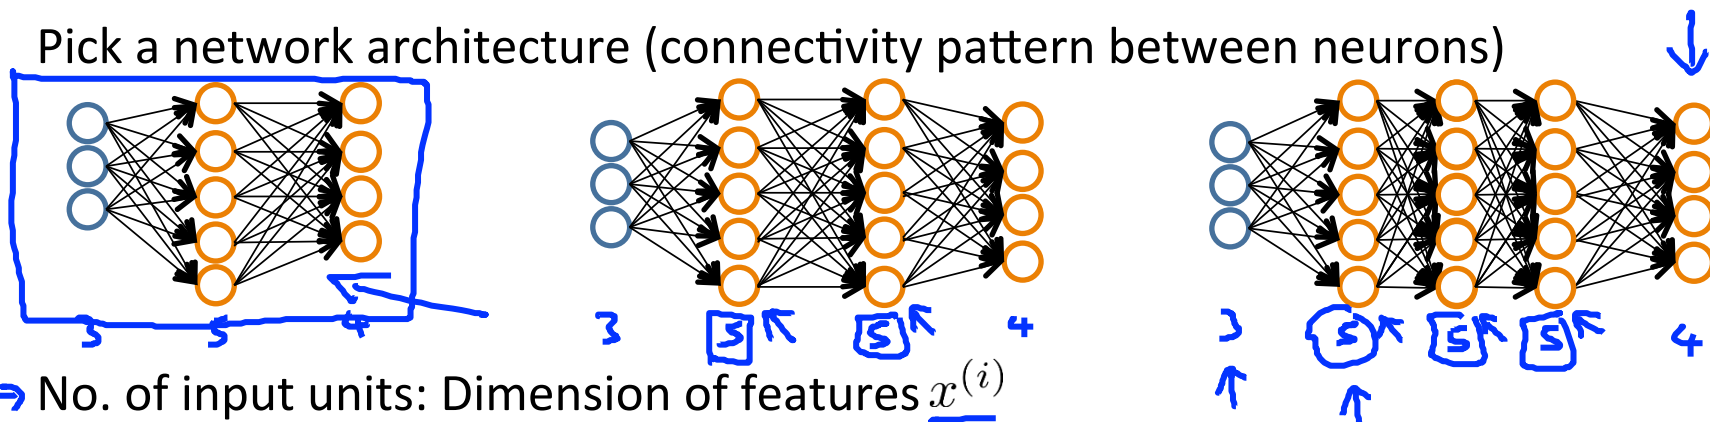 Pick a network architecture (connectivity pattern between neurons)
3 5 4 3 5 5 4 3 5 5 5 4
No. of input units: Dimension of features x^{(i)}